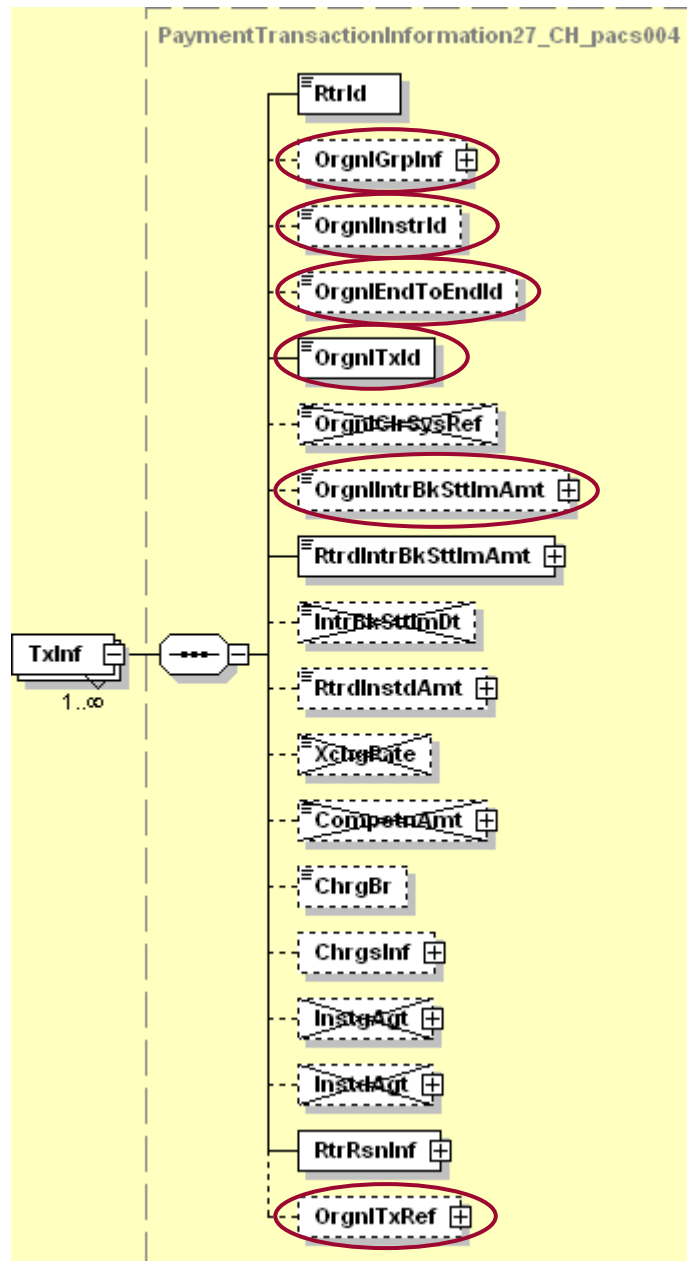 PaymentTransactionInformation27_CH_pacs004
RtrId
OrgnlGrpInf
OrgnlInstrId
OrgnlEndToEndId
OrgnlTxId
OrgnlClrSysRef
OrgnlIntrBkSttlmAmt
RtrdIntrBkSttlmAmt
IntrBkSttlmDt
TxInf
1..∞
RtrdInstdAmt
XchgRate
CompstnAmt
ChrgBr
ChrgsInf
InstgAgt
InstdAgt
RtrRsnInf
OrgnlTxRef